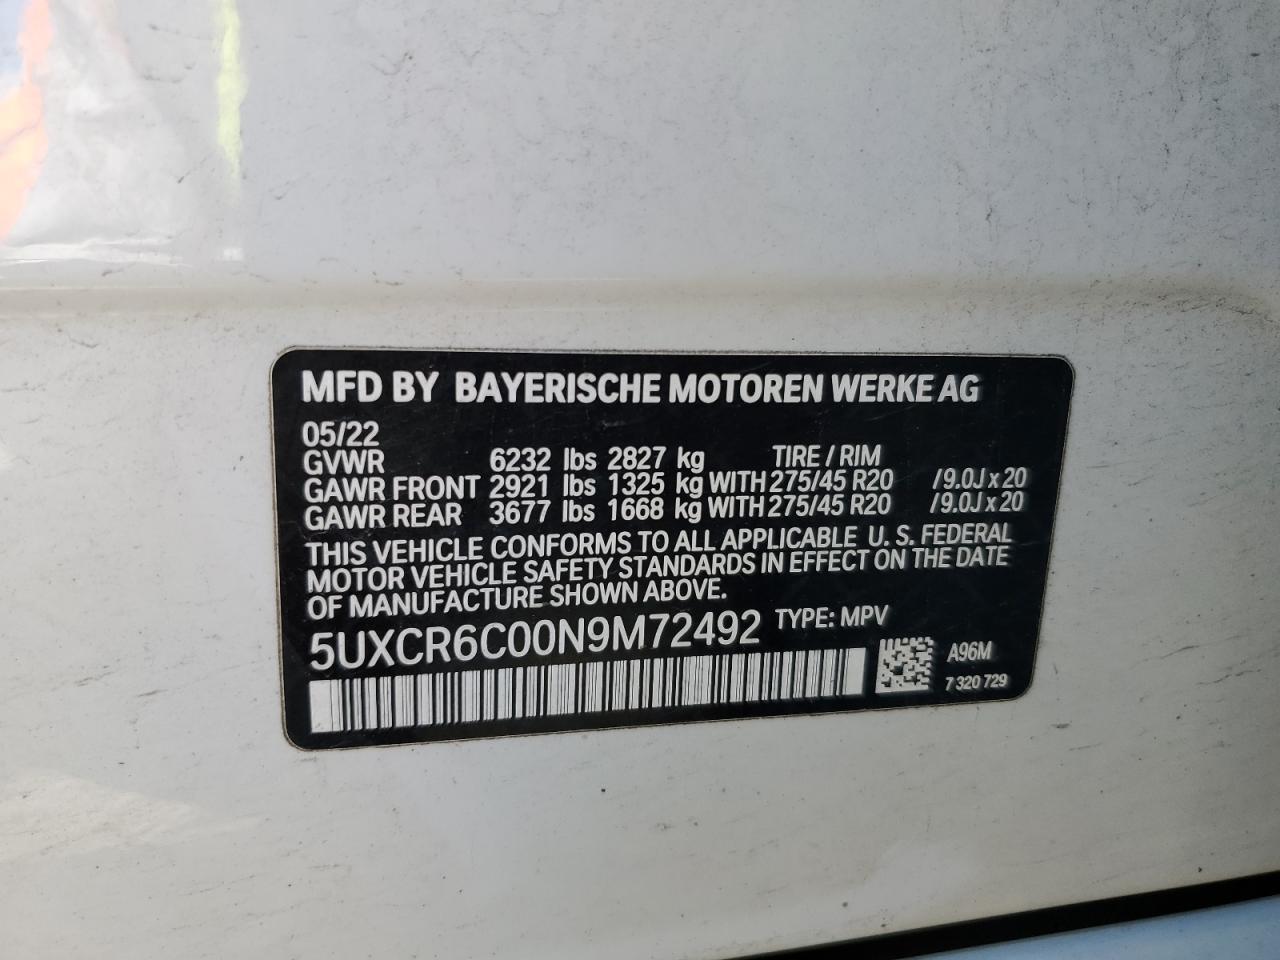 MFD BY BAYERISCHE MOTOREN WERKE AG
05/22
GVWR 6232 lbs 2827 kg TIRE / RIM
GAWR FRONT 2921 lbs 1325 kg WITH 275/45 R20 /9.0J x 20
GAWR REAR 3677 lbs 1668 kg WITH 275/45 R20 /9.0J x 20
THIS VEHICLE CONFORMS TO ALL APPLICABLE U. S. FEDERAL
MOTOR VEHICLE SAFETY STANDARDS IN EFFECT ON THE DATE
OF MANUFACTURE SHOWN ABOVE.
5UXCR6C00N9M72492 TYPE: MPV
A96M
7 320 729